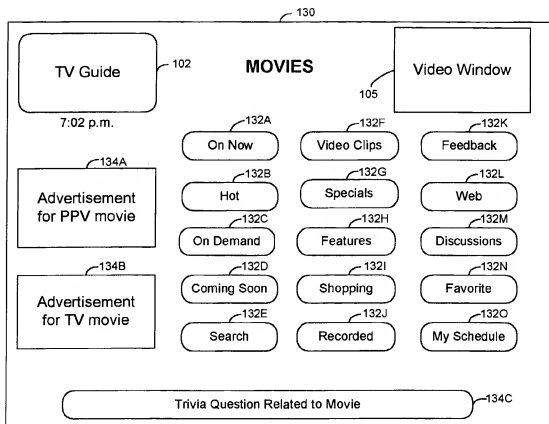 130
TV Guide
102
MOVIES
105
Video Window
7:02 p.m.
132A
132F
132K
On Now
Video Clips
Feedback
134A
132B
132G
132L
Advertisement
for PPV movie
Hot
Specials
Web
132C
132H
132M
On Demand
Features
Discussions
134B
132D
132I
132N
Advertisement
for TV movie
Coming Soon
Shopping
Favorite
132E
132J
132O
Search
Recorded
My Schedule
Trivia Question Related to Movie
134C